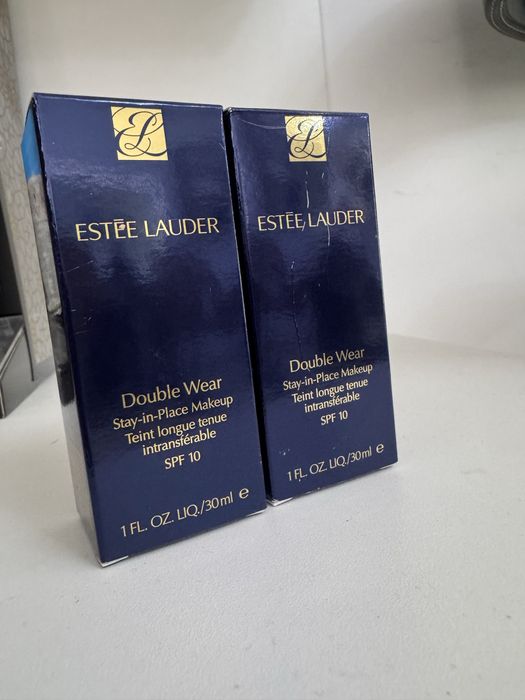 EL
ESTĒE LAUDER
Double Wear
Stay-in-Place Makeup
Teint longue tenue
intransférable
SPF 10
1 FL. OZ. LIQ./30ml e
EL
ESTĒE LAUDER
Double Wear
Stay-in-Place Makeup
Teint longue tenue
intransférable
SPF 10
1 FL. OZ. LIQ./30ml e